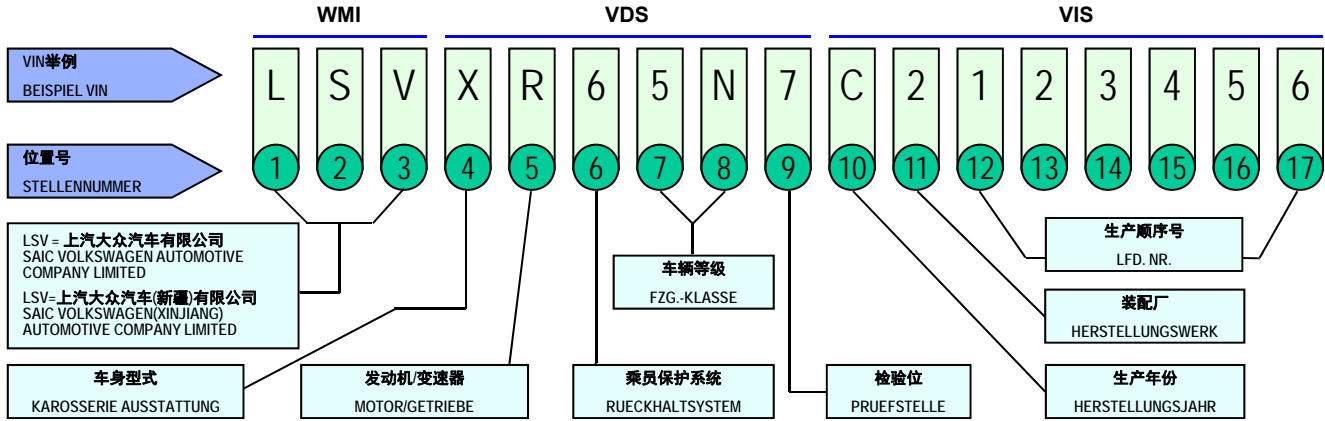 WMI VDS VIS
VIN举例
BEISPIEL VIN
L S V X R 6 5 N 7 C 2 1 2 3 4 5 6
位置号
STELLENNUMMER
1 2 3 4 5 6 7 8 9 10 11 12 13 14 15 16 17
LSV = 上汽大众汽车有限公司
SAIC VOLKSWAGEN AUTOMOTIVE
COMPANY LIMITED
LSV=上汽大众汽车(新疆)有限公司
SAIC VOLKSWAGEN(XINJIANG)
AUTOMOTIVE COMPANY LIMITED
车辆等级
FZG.-KLASSE
生产顺序号
LFD. NR.
装配厂
HERSTELLUNGSWERK
车身型式
KAROSSERIE AUSSTATTUNG
发动机/变速器
MOTOR/GETRIEBE
乘员保护系统
RUECKHALTSYSTEM
检验位
PRUEFSTELLE
生产年份
HERSTELLUNGSJAHR